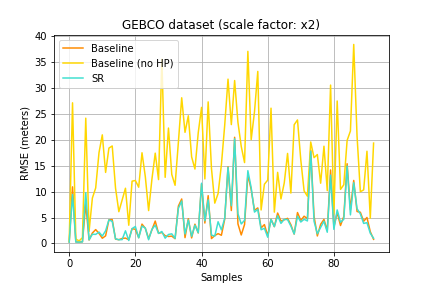 GEBCO dataset (scale factor: x2)
Baseline
Baseline (no HP)
SR
RMSE (meters)
40
35
30
25
20
15
10
5
0
0
20
40
60
80
Samples